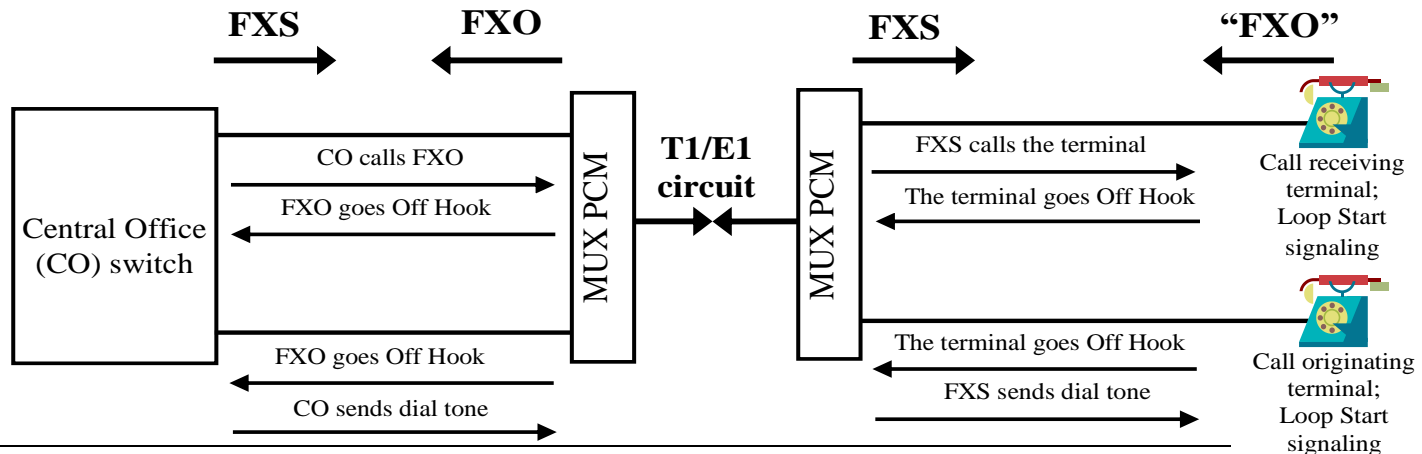 FXS
FXO
FXS
“FXO”
Central Office
(CO) switch
CO calls FXO
FXO goes Off Hook
FXO goes Off Hook
CO sends dial tone
MUX PCM
T1/E1
circuit
MUX PCM
FXS calls the terminal
The terminal goes Off Hook
The terminal goes Off Hook
FXS sends dial tone
Call receiving
terminal;
Loop Start
signaling
Call originating
terminal;
Loop Start
signaling